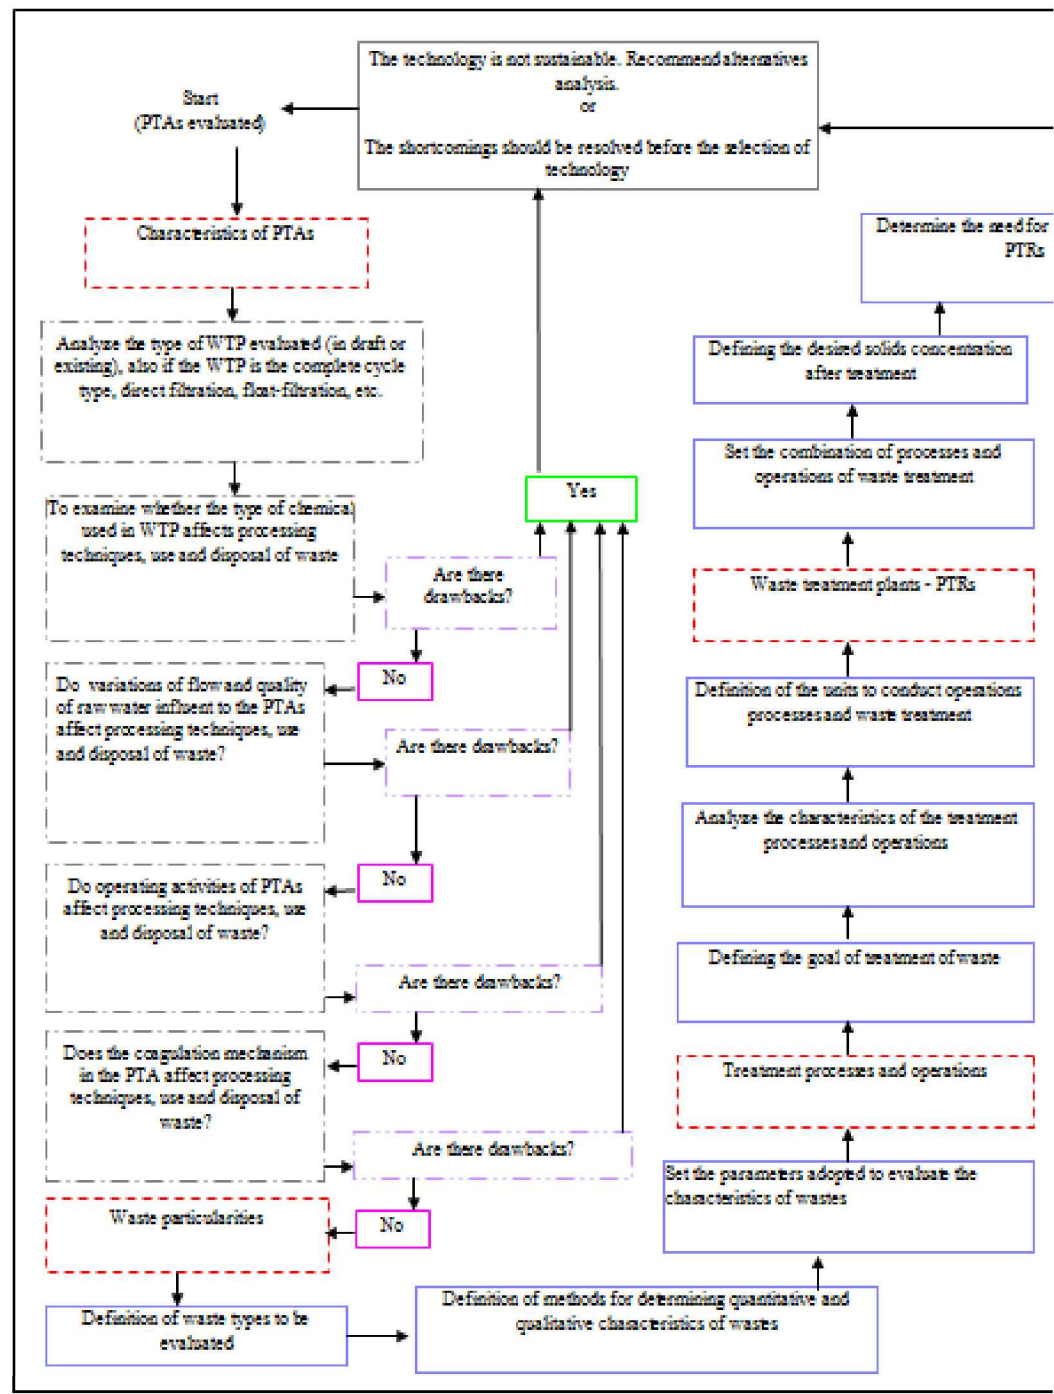 The technology is not sustainable. Recommend alternatives
analysis.
or
The shortcomings should be resolved before the selection of
technology
Start
(PTAs evaluated)
Characteristics of PTAs
Analyze the type of WTP evaluated (in draft or
existing), also if the WTP is the complete cycle
type, direct filtration, float-filtration, etc.
To examine whether the type of chemical
used in WTP affects processing
techniques, use and disposal of waste
Are there
drawbacks?
Yes
No
Do variations of flow and quality
of raw water influent to the PTAs
affect processing techniques, use
and disposal of waste?
Are there drawbacks?
No
Do operating activities of PTAs
affect processing techniques, use
and disposal of waste?
Are there drawbacks?
No
Does the coagulation mechanism
in the PTA affect processing
techniques, use and disposal of
waste?
Are there drawbacks?
No
Waste particularities
Definition of waste types to be
evaluated
Definition of methods for determining quantitative and
qualitative characteristics of wastes
Set the parameters adopted to evaluate the
characteristics of wastes
Treatment processes and operations
Defining the goal of treatment of waste
Analyze the characteristics of the treatment
processes and operations
Definition of the units to conduct operations
processes and waste treatment
Waste treatment plants - PTRs
Set the combination of processes and
operations of waste treatment
Defining the desired solids concentration
after treatment
Determine the need for
PTRs